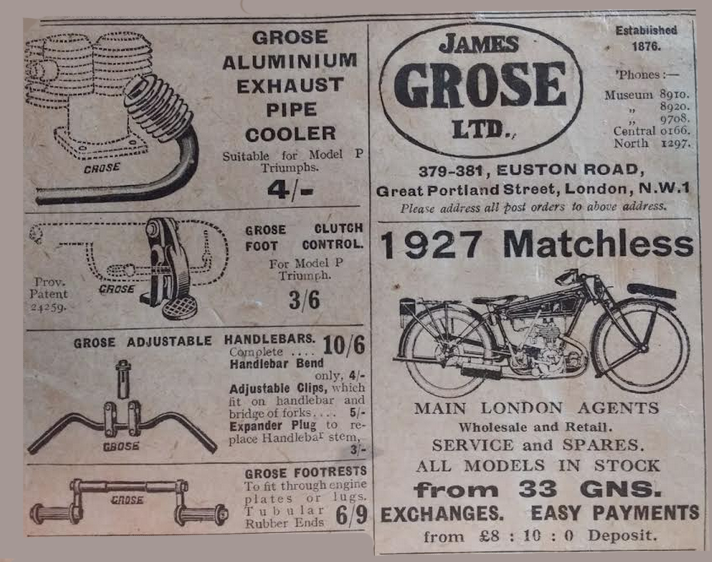 GROSE
ALUMINIUM
EXHAUST
PIPE
COOLER
Suitable for Model P
Triumphs.
4/-
GROSE
GROSE CLUTCH
FOOT CONTROL.
For Model P
Triumph.
3/6
Prov.
Patent
24259.
GROSE
GROSE ADJUSTABLE HANDLEBARS.
Complete .... 10/6
Handlebar Bend
only, 4/-
Adjustable Clips, which
fit on handlebar and
bridge of forks.... 5/-
Expander Plug to re-
place Handlebar stem,
3/-
GROSE
GROSE FOOTRESTS
To fit through engine
plates or lugs.
Tubular
Rubber Ends 6/9
GROSE
JAMES
GROSE
LTD.,
Established
1876.
'Phones :—
Museum 8910.
„ 8920.
„ 9708.
Central 0166.
North 1297.
379-381, EUSTON ROAD,
Great Portland Street, London, N.W.1
Please address all post orders to above address.
1927 Matchless
MAIN LONDON AGENTS
Wholesale and Retail.
SERVICE and SPARES.
ALL MODELS IN STOCK
from 33 GNS.
EXCHANGES. EASY PAYMENTS
from £8 : 10 : 0 Deposit.